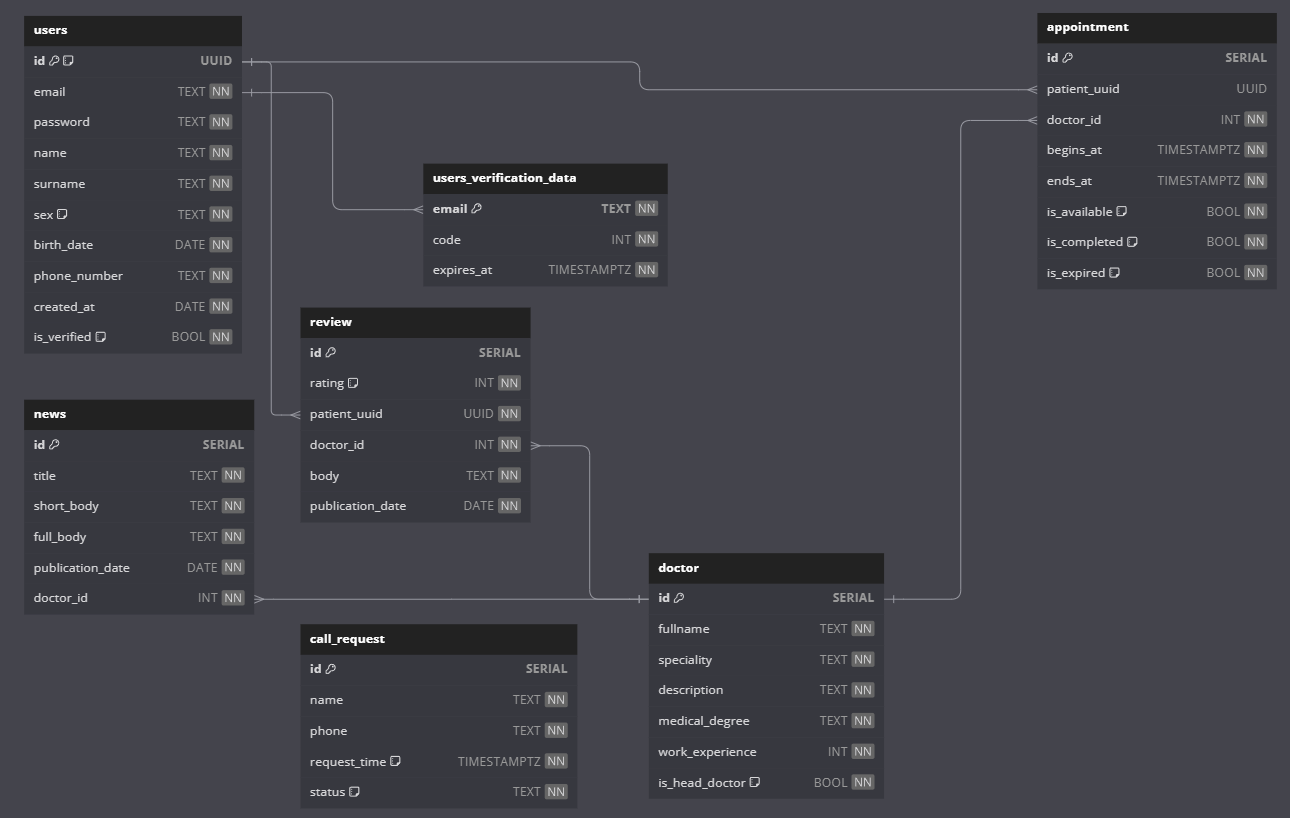 users
id UUID
email TEXT NN
password TEXT NN
name TEXT NN
surname TEXT NN
sex TEXT NN
birth_date DATE NN
phone_number TEXT NN
created_at DATE NN
is_verified BOOL NN
appointment
id SERIAL
patient_uuid UUID
doctor_id INT NN
begins_at TIMESTAMPTZ NN
ends_at TIMESTAMPTZ NN
is_available BOOL NN
is_completed BOOL NN
is_expired BOOL NN
users_verification_data
email TEXT NN
code INT NN
expires_at TIMESTAMPTZ NN
review
id SERIAL
rating INT NN
patient_uuid UUID NN
doctor_id INT NN
body TEXT NN
publication_date DATE NN
news
id SERIAL
title TEXT NN
short_body TEXT NN
full_body TEXT NN
publication_date DATE NN
doctor_id INT NN
doctor
id SERIAL
fullname TEXT NN
speciality TEXT NN
description TEXT NN
medical_degree TEXT NN
work_experience INT NN
is_head_doctor BOOL NN
call_request
id SERIAL
name TEXT NN
phone TEXT NN
request_time TIMESTAMPTZ NN
status TEXT NN